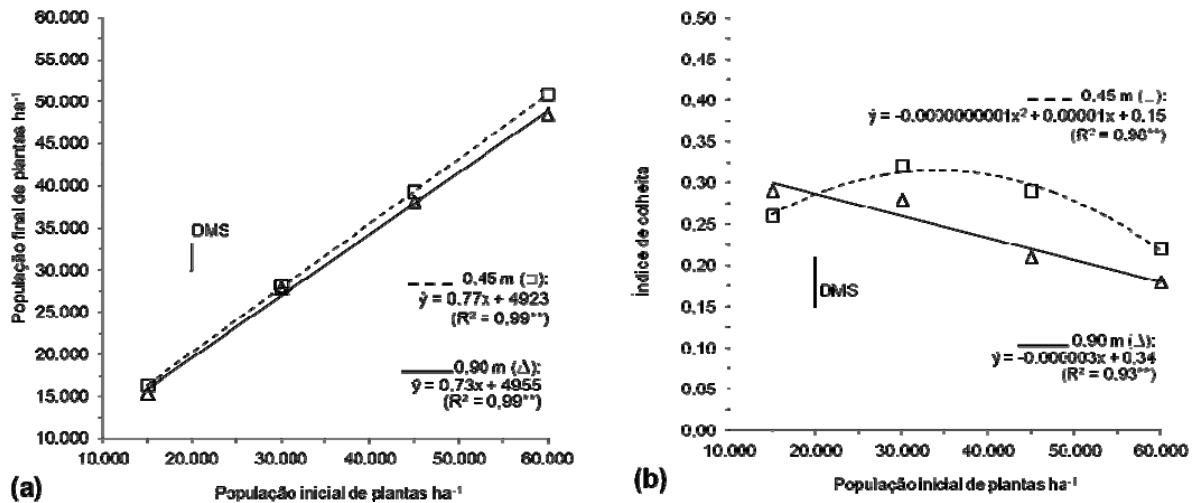 60.000
55.000
50.000
45.000
40.000
35.000
30.000
25.000
20.000
15.000
10.000
População final de plantas ha⁻¹
DMS
0,45 m (□):
ŷ = 0,77x + 4923
(R² = 0,99**)
0,90 m (Δ):
ŷ = 0,73x + 4955
(R² = 0,99**)
10.000 20.000 30.000 40.000 50.000 60.000
População inicial de plantas ha⁻¹
(a)
0,50
0,45
0,40
0,35
0,30
0,25
0,20
0,15
0,10
0,05
0,00
Índice de colheita
0,45 m (□):
ŷ = -0,0000000001x² + 0,00001x + 0,15
(R² = 0,98**)
DMS
0,90 m (Δ):
ŷ = -0,000003x + 0,34
(R² = 0,93**)
10.000 20.000 30.000 40.000 50.000 60.000
População inicial de plantas ha⁻¹
(b)